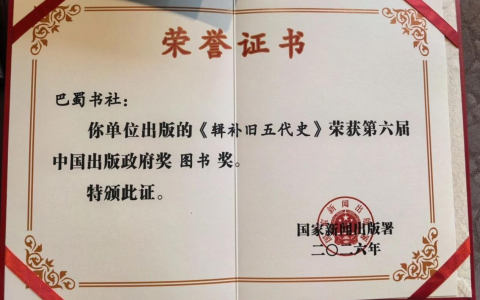 荣誉证书
巴蜀书社：
你单位出版的《辑补旧五代史》荣获第六届
中国出版政府奖 图书 奖。
特颁此证。
国家新闻出版署
二〇二六年